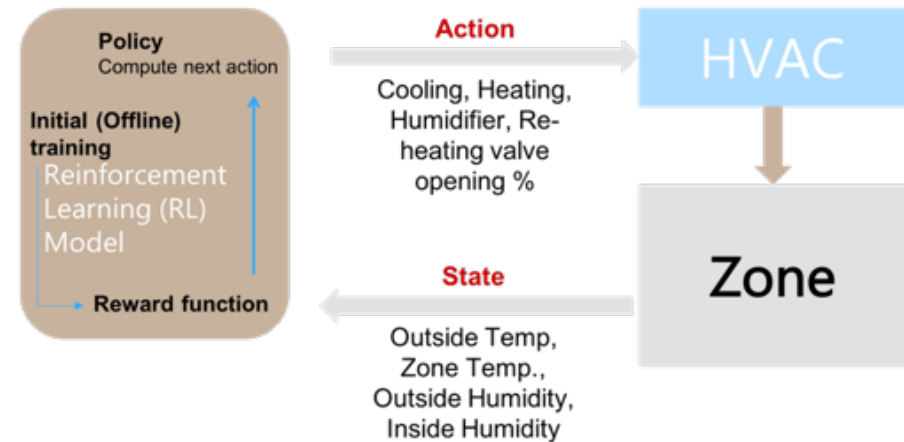 Policy
Compute next action
Initial (Offline)
training
Reinforcement
Learning (RL)
Model
Reward function
Action
Cooling, Heating,
Humidifier, Re-
heating valve
opening %
State
Outside Temp,
Zone Temp.,
Outside Humidity,
Inside Humidity
HVAC
Zone